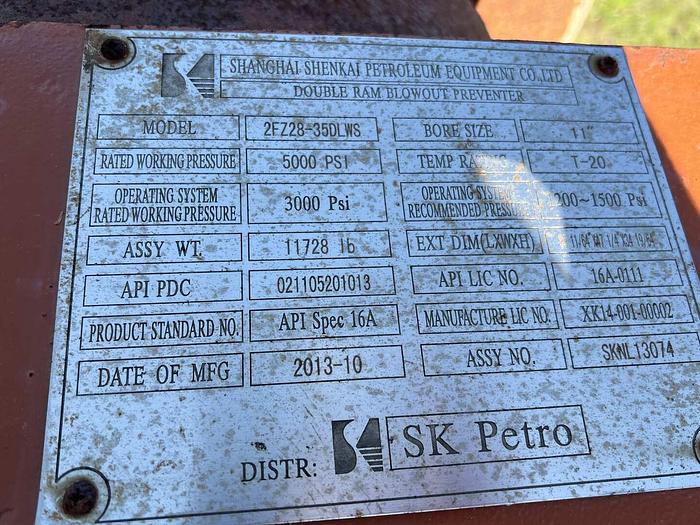 SHANGHAI SHENKAI PETROLEUM EQUIPMENT CO.,LTD
DOUBLE RAM BLOWOUT PREVENTER
MODEL 2FZ28-35DLWS BORE SIZE 11"
RATED WORKING PRESSURE 5000 PSI TEMP RATING T-20
OPERATING SYSTEM RATED WORKING PRESSURE 3000 Psi OPERATING SYSTEM RECOMMENDED PRESSURE 1200~1500 Psi
ASSY WT. 11728 lb EXT DIM(LXWXH)
API PDC 021105201013 API LIC NO. 16A-0111
PRODUCT STANDARD NO. API Spec 16A MANUFACTURE LIC NO. XK14-001-00002
DATE OF MFG 2013-10 ASSY NO. SKNL13074
DISTR: SK Petro